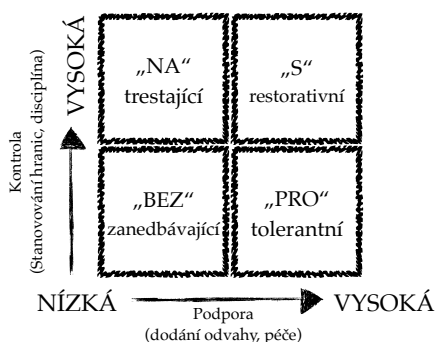 Kontrola
(Stanovování hranic, disciplína)
VYSOKÁ
„NA“
trestající
„S“
restorativní
„BEZ“
zanedbávající
„PRO“
tolerantní
NÍZKÁ
VYSOKÁ
Podpora
(dodání odvahy, péče)